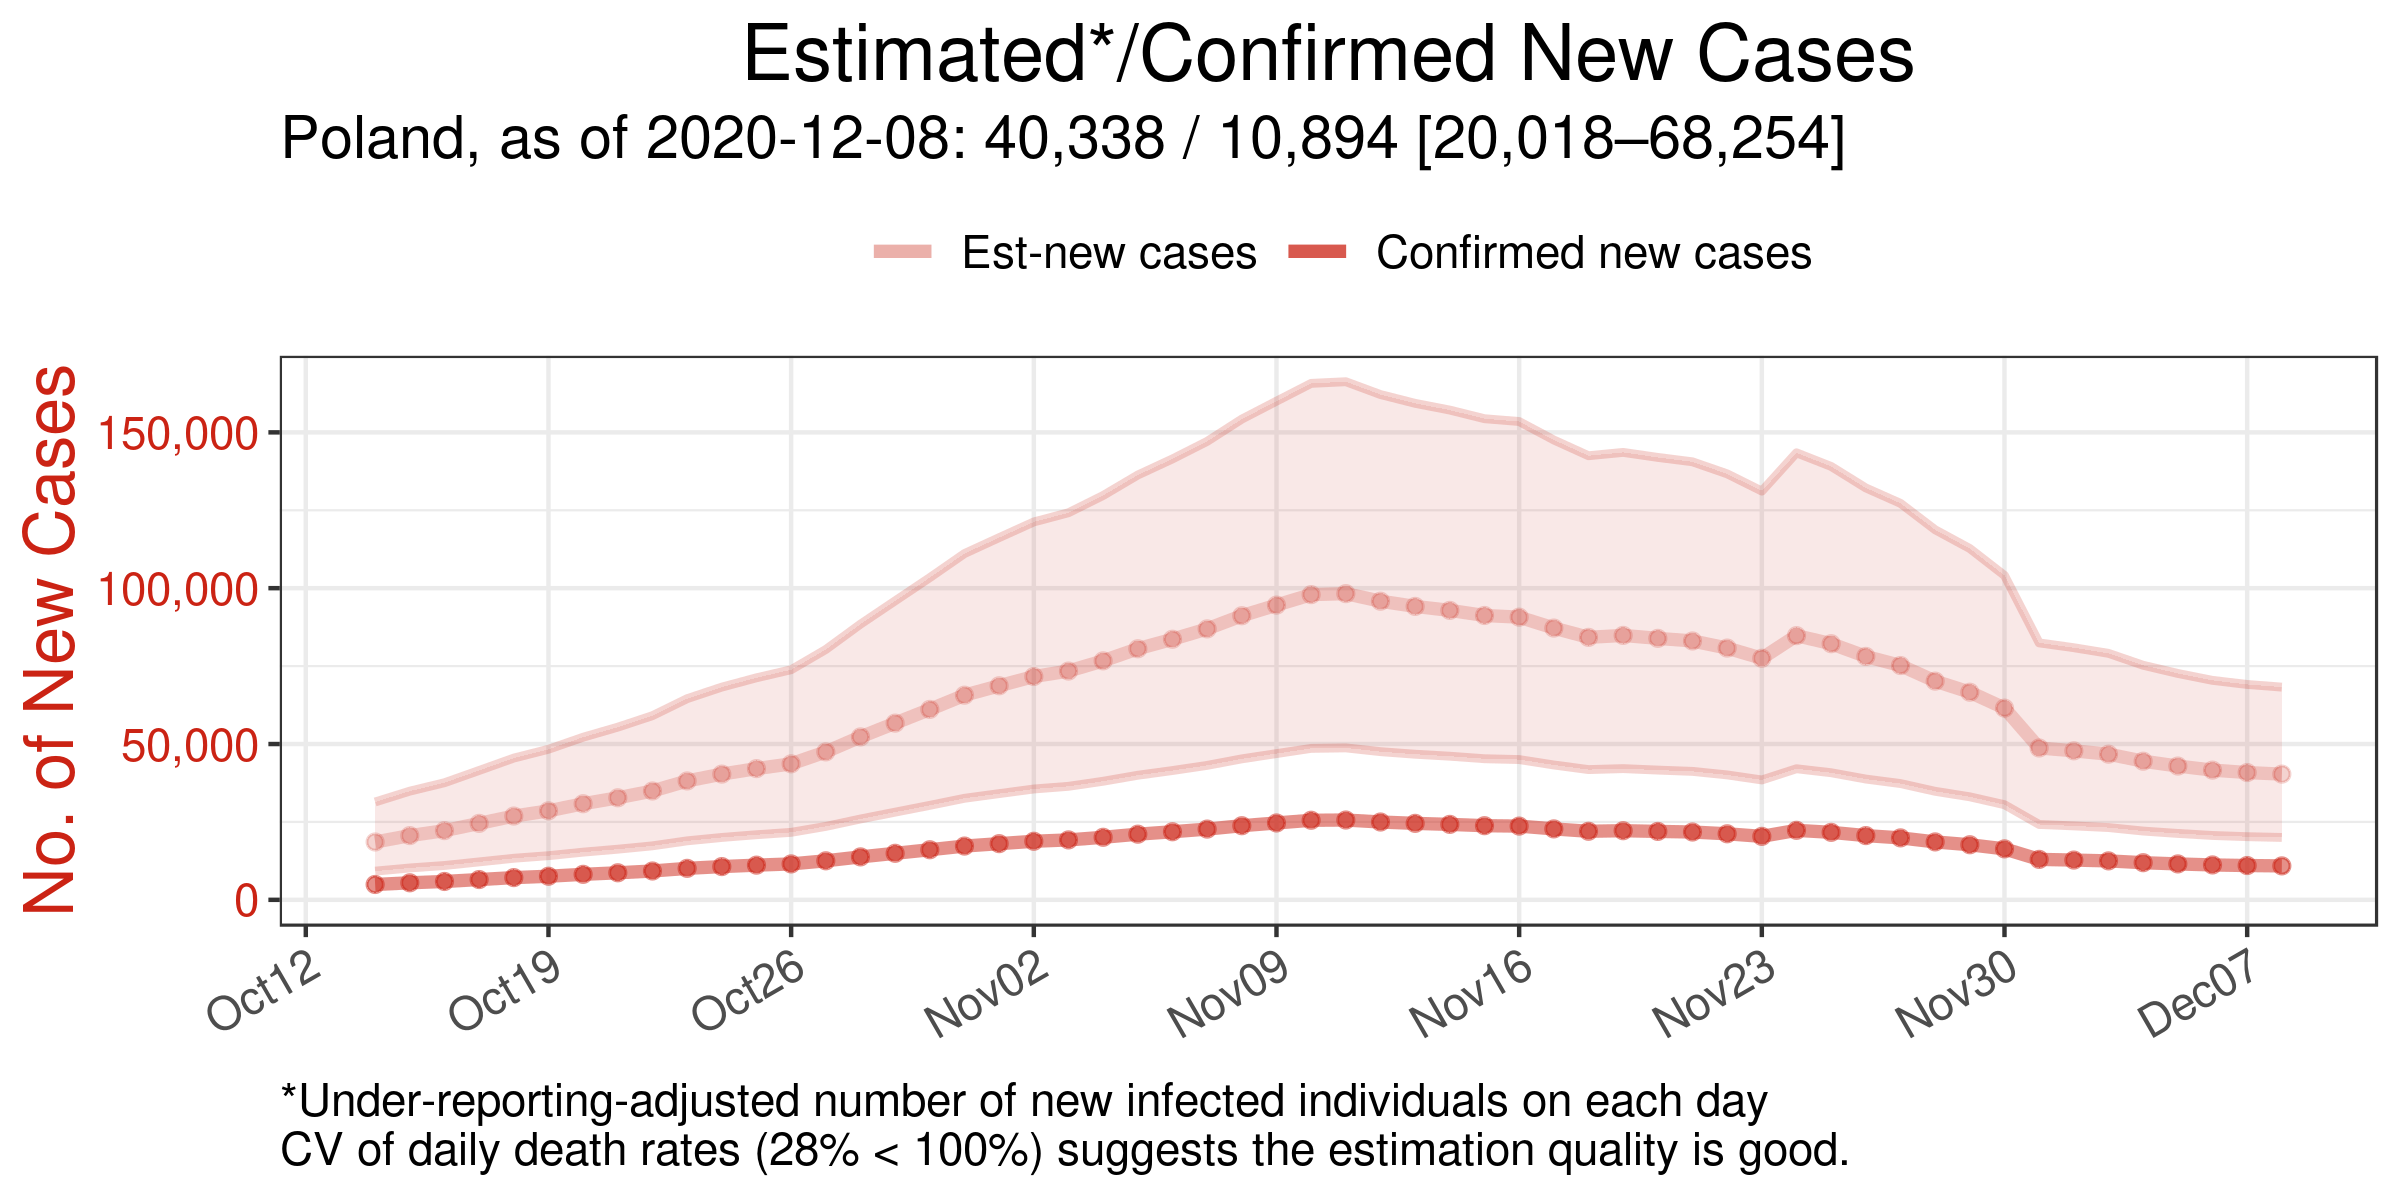 Estimated*/Confirmed New Cases
Poland, as of 2020-12-08: 40,338 / 10,894 [20,018–68,254]
Est-new cases Confirmed new cases
No. of New Cases
150,000
100,000
50,000
0
Oct12 Oct19 Oct26 Nov02 Nov09 Nov16 Nov23 Nov30 Dec07
*Under-reporting-adjusted number of new infected individuals on each day
CV of daily death rates (28% < 100%) suggests the estimation quality is good.